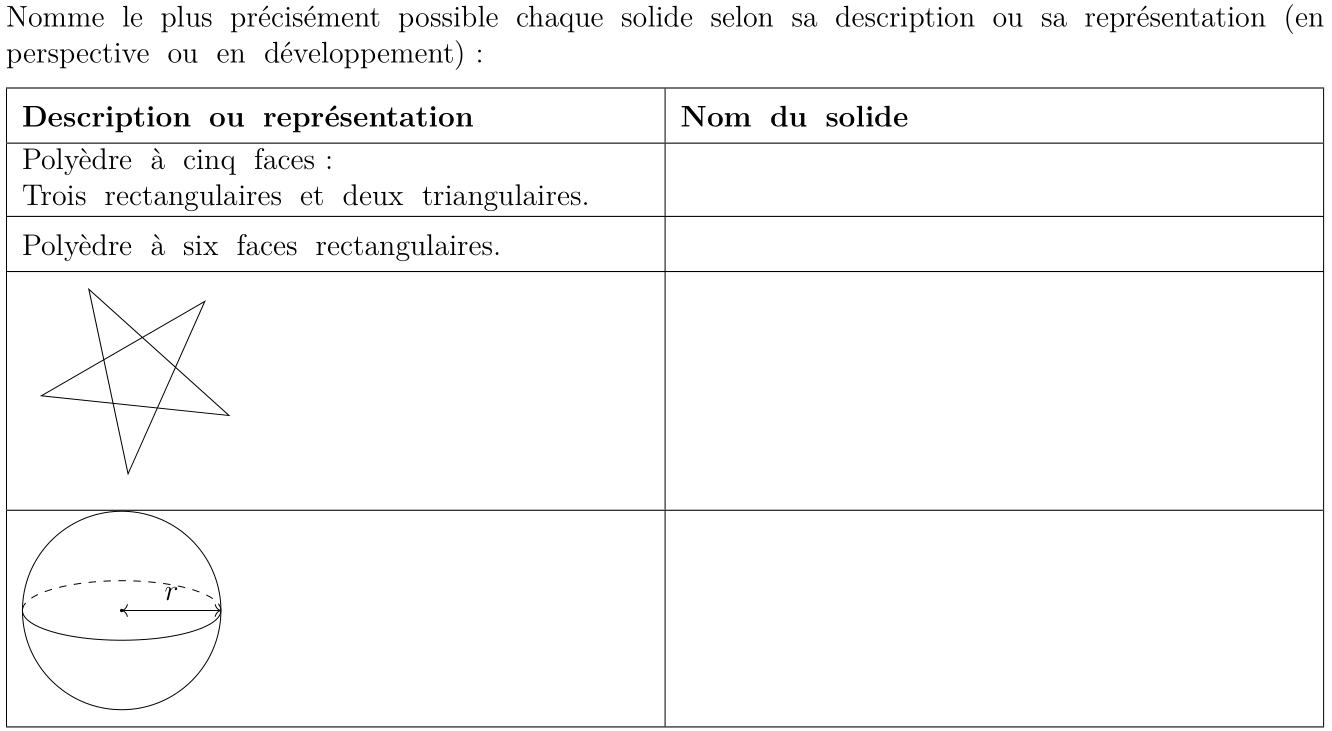 Nomme le plus précisément possible chaque solide selon sa description ou sa représentation (en
perspective ou en développement) :
Description ou représentation
Nom du solide
Polyèdre à cinq faces :
Trois rectangulaires et deux triangulaires.
Polyèdre à six faces rectangulaires.
r